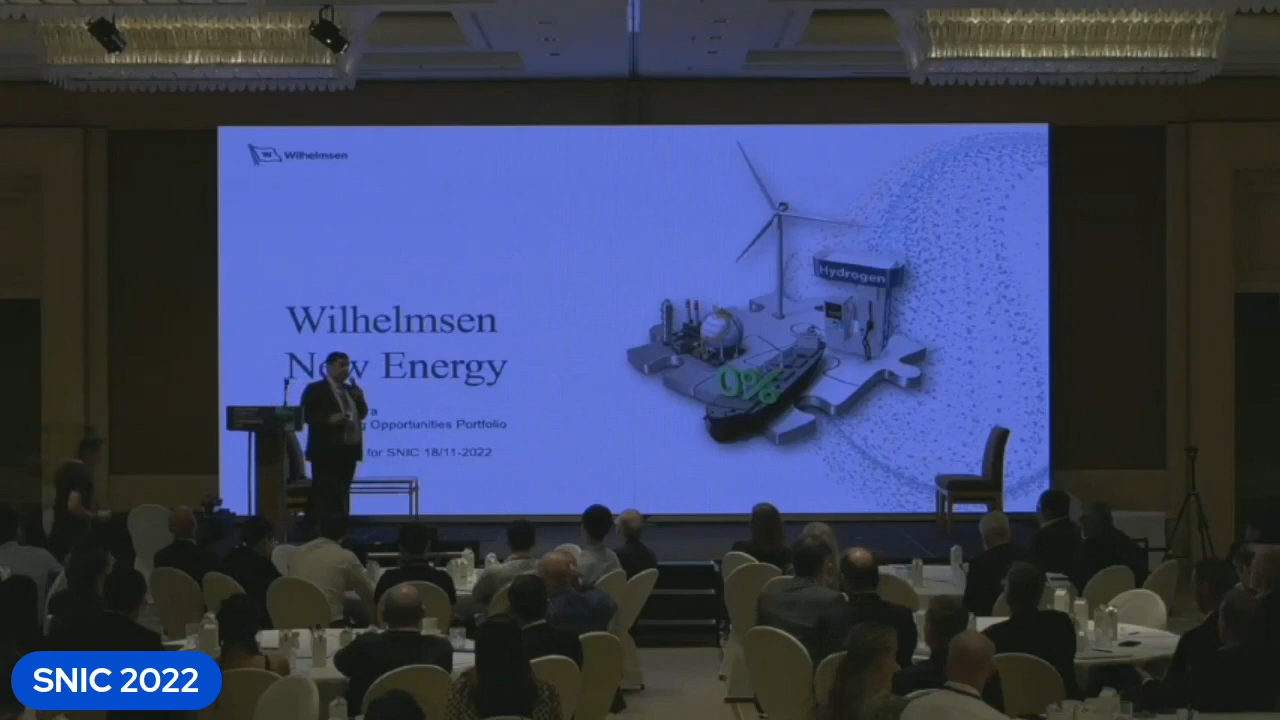 Wilhelmsen
Hydrogen
Wilhelmsen
New Energy
0%
a
g Opportunities Portfolio
for SNIC 18/11-2022
SNIC 2022